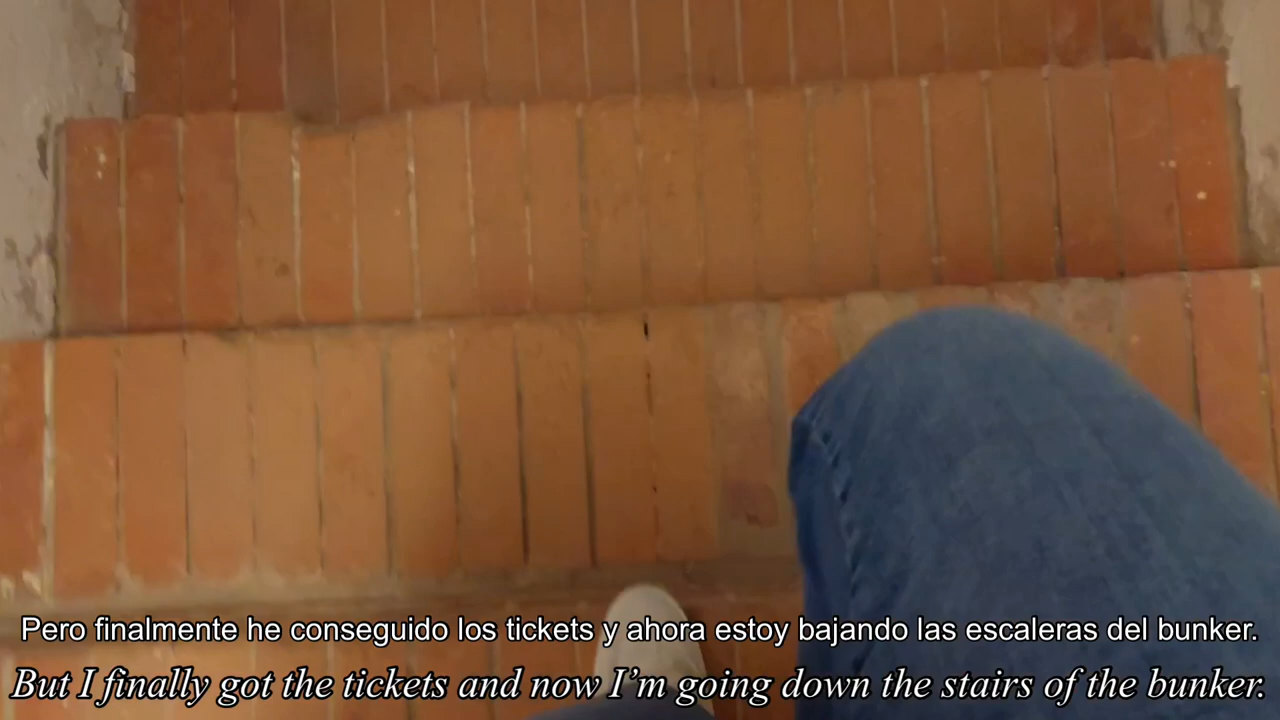 Pero finalmente he conseguido los tickets y ahora estoy bajando las escaleras del bunker.
But I finally got the tickets and now I'm going down the stairs of the bunker.